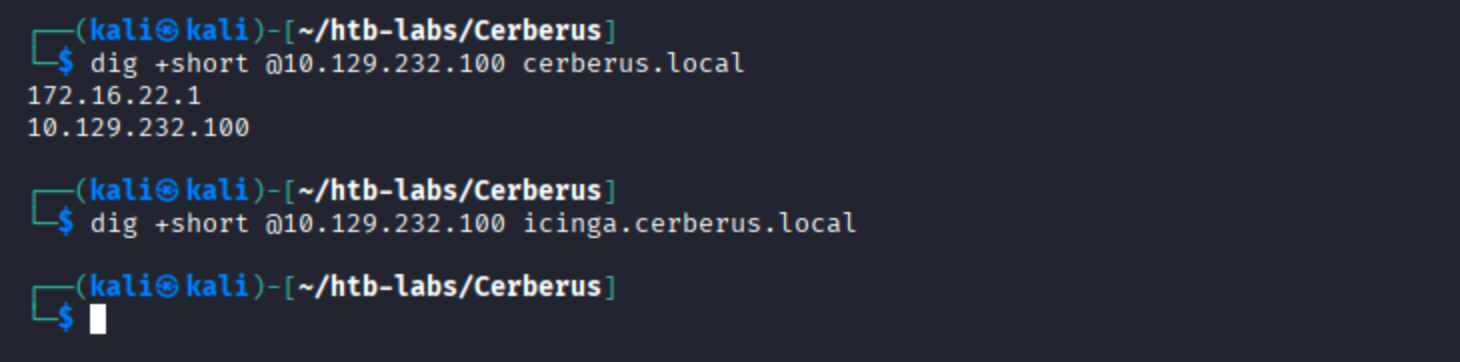 ┌──(kali㉿kali)-[~/htb-labs/Cerberus]
└─$ dig +short @10.129.232.100 cerberus.local
172.16.22.1
10.129.232.100
┌──(kali㉿kali)-[~/htb-labs/Cerberus]
└─$ dig +short @10.129.232.100 icinga.cerberus.local
┌──(kali㉿kali)-[~/htb-labs/Cerberus]
└─$